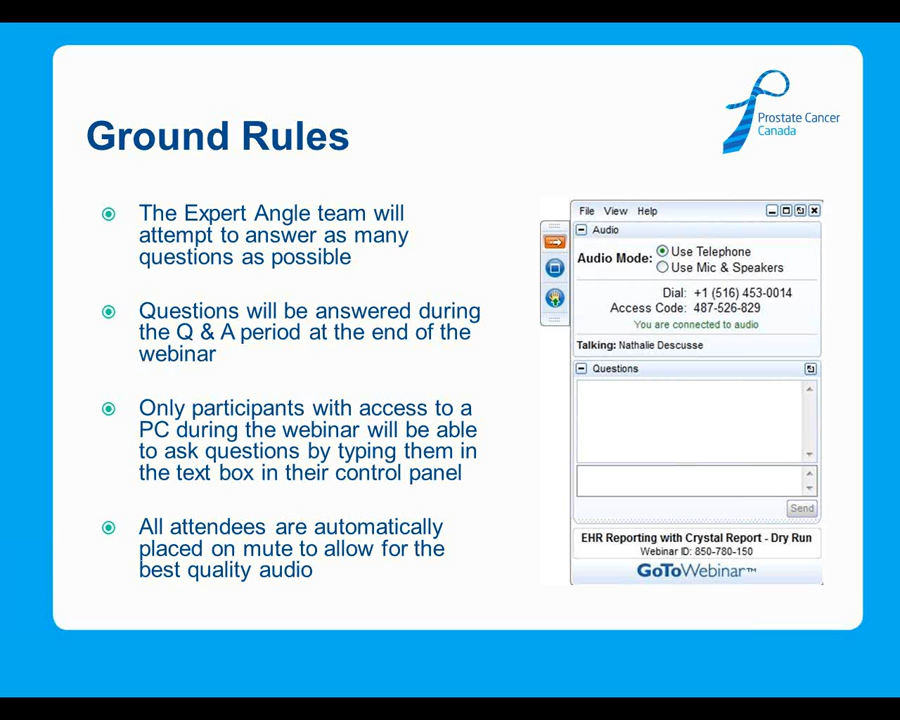 Prostate Cancer
Canada
Ground Rules
The Expert Angle team will
attempt to answer as many
questions as possible
Questions will be answered during
the Q & A period at the end of the
webinar
Only participants with access to a
PC during the webinar will be able
to ask questions by typing them in
the text box in their control panel
All attendees are automatically
placed on mute to allow for the
best quality audio
File View Help
Audio
Audio Mode: Use Telephone
Use Mic & Speakers
Dial: +1 (516) 453-0014
Access Code: 487-526-829
You are connected to audio
Talking: Nathalie Descusse
Questions
Send
EHR Reporting with Crystal Report - Dry Run
Webinar ID: 850-780-150
GoToWebinar™